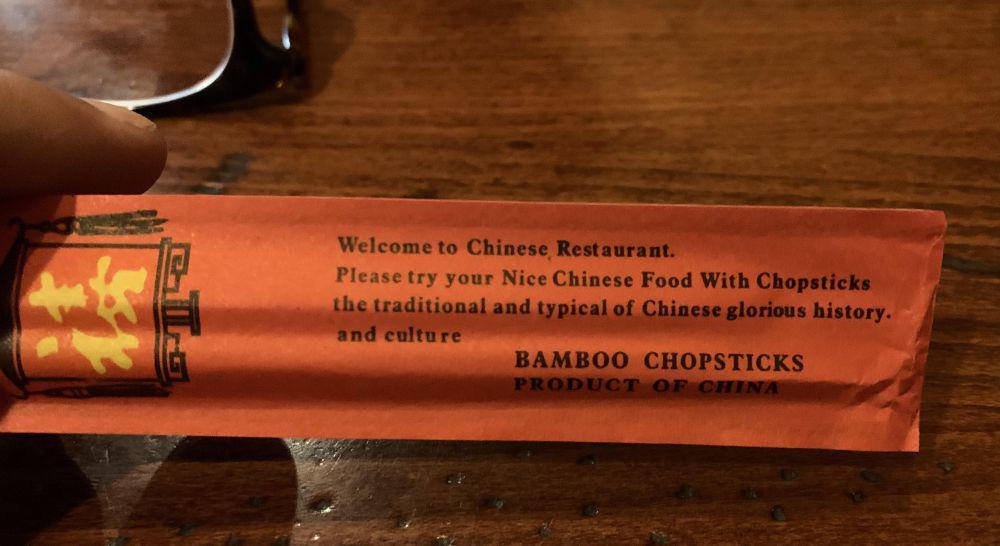 Welcome to Chinese Restaurant.
Please try your Nice Chinese Food With Chopsticks
the traditional and typical of Chinese glorious history.
and culture
BAMBOO CHOPSTICKS
PRODUCT OF CHINA